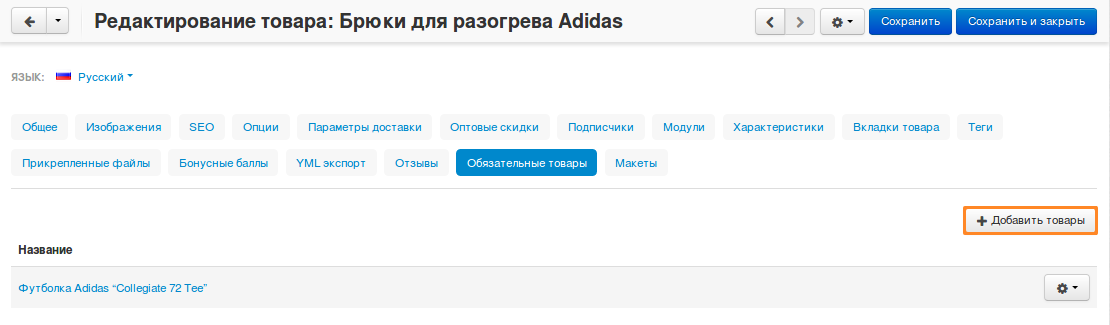 Редактирование товара: Брюки для разогрева Adidas
Сохранить
Сохранить и закрыть
ЯЗЫК: Русский
Общее Изображения SEO Опции Параметры доставки Оптовые скидки Подписчики Модули Характеристики Вкладки товара Теги
Прикрепленные файлы Бонусные баллы YML экспорт Отзывы Обязательные товары Макеты
Добавить товары
Название
Футболка Adidas “Collegiate 72 Tee”